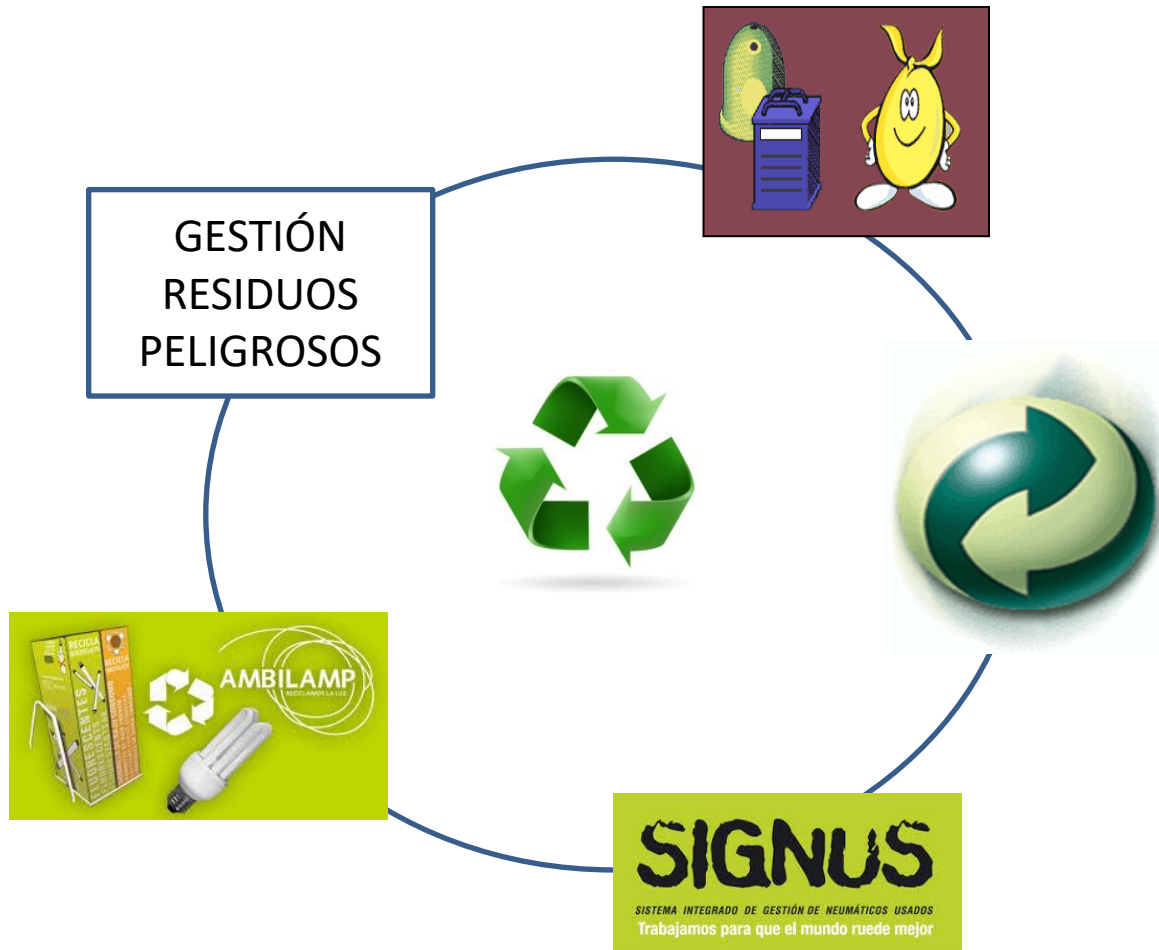 GESTIÓN
RESIDUOS
PELIGROSOS
AMBILAMP
RECICLAMOS LA LUZ
RECICLA
SIGNUS
SISTEMA INTEGRADO DE GESTIÓN DE NEUMÁTICOS USADOS
Trabajamos para que el mundo ruede mejor